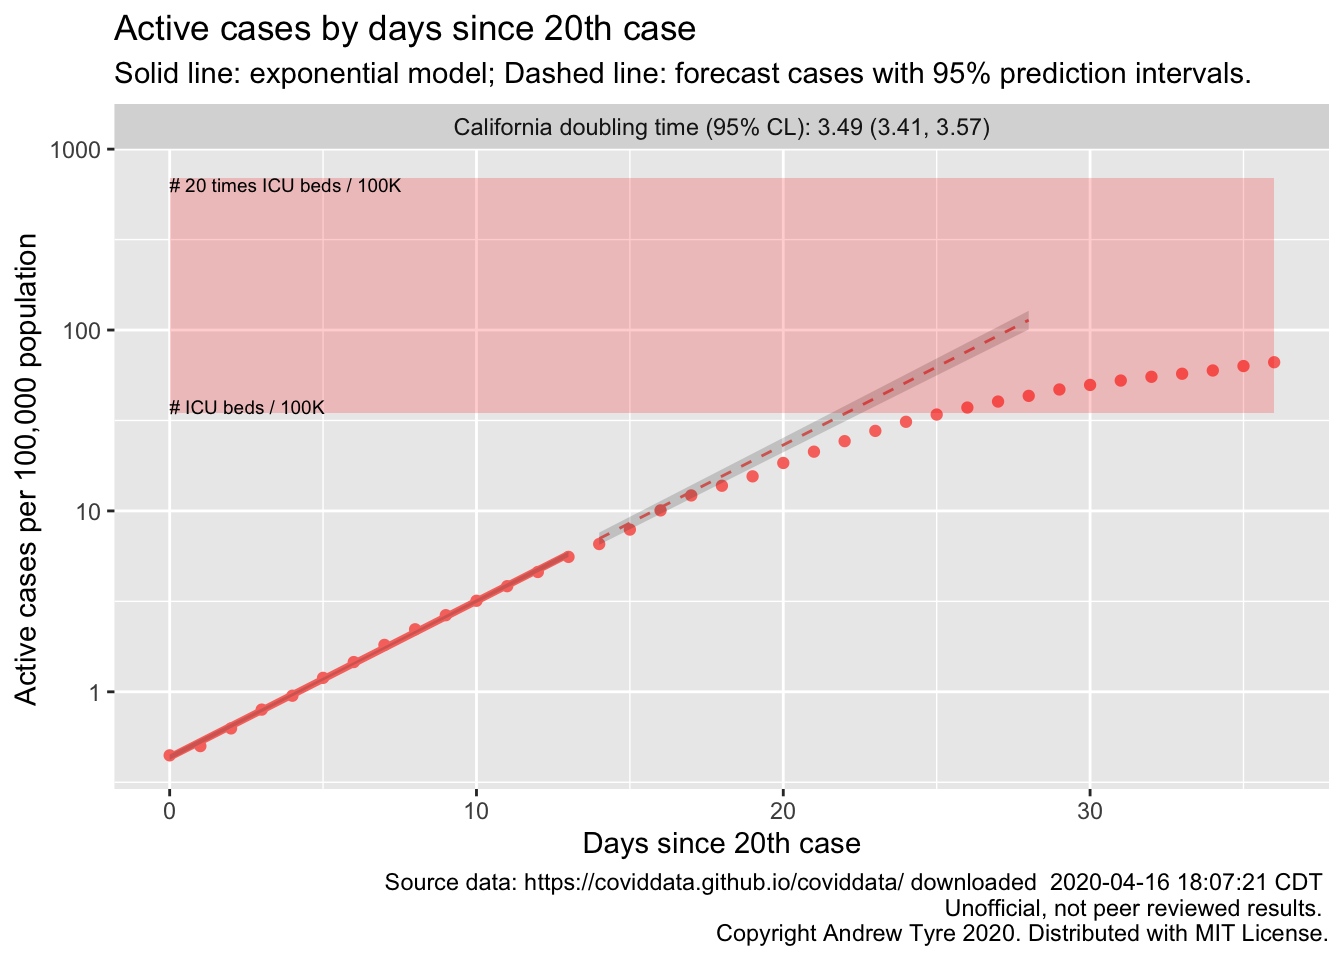 Active cases by days since 20th case
Solid line: exponential model; Dashed line: forecast cases with 95% prediction intervals.
California doubling time (95% CL): 3.49 (3.41, 3.57)
1000
# 20 times ICU beds / 100K
100
# ICU beds / 100K
10
1
Active cases per 100,000 population
0
10
20
30
Days since 20th case
Source data: https://coviddata.github.io/coviddata/ downloaded  2020-04-16 18:07:21 CDT
Unofficial, not peer reviewed results.
Copyright Andrew Tyre 2020. Distributed with MIT License.